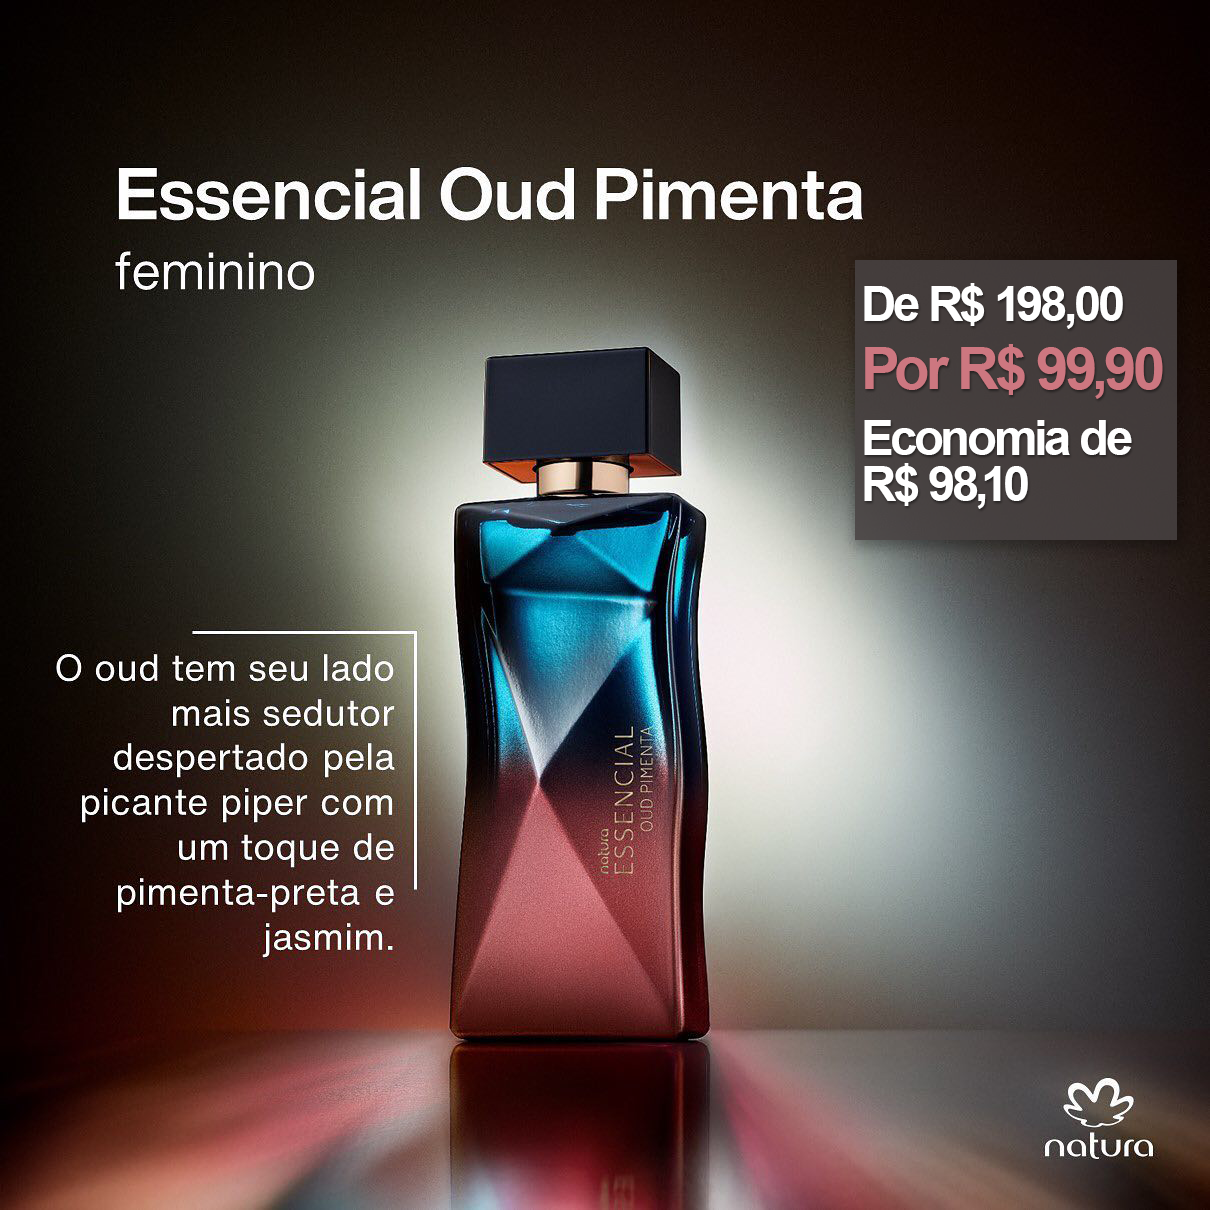 Essencial Oud Pimenta
feminino
De R$ 198,00
Por R$ 99,90
Economia de
R$ 98,10
O oud tem seu lado
mais sedutor
despertado pela
picante piper com
um toque de
pimenta-preta e
jasmim.
natura
ESSENCIAL
OUD PIMENTA
natura